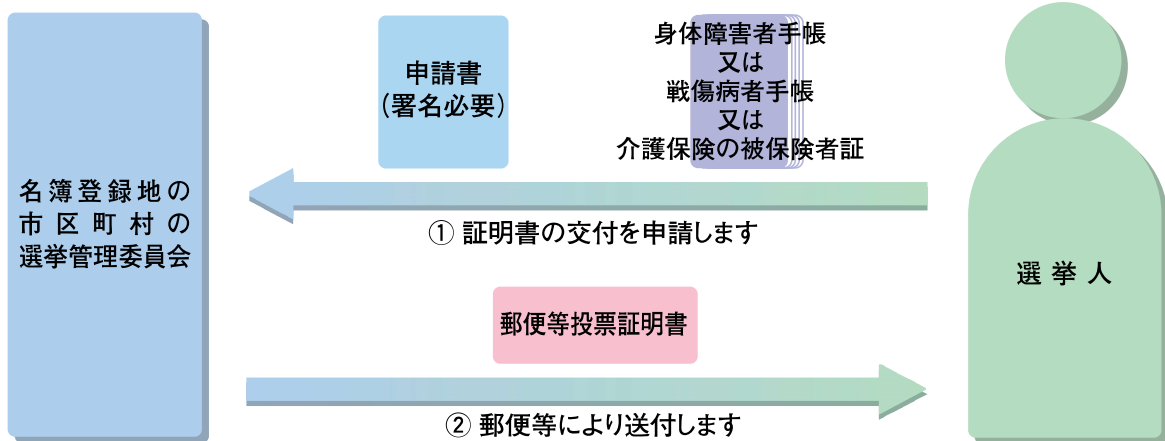 名簿登録地の
市区町村の
選挙管理委員会
申請書
（署名必要）
身体障害者手帳
又は
戦傷病者手帳
又は
介護保険の被保険者証
① 証明書の交付を申請します
選挙人
郵便等投票証明書
② 郵便等により送付します